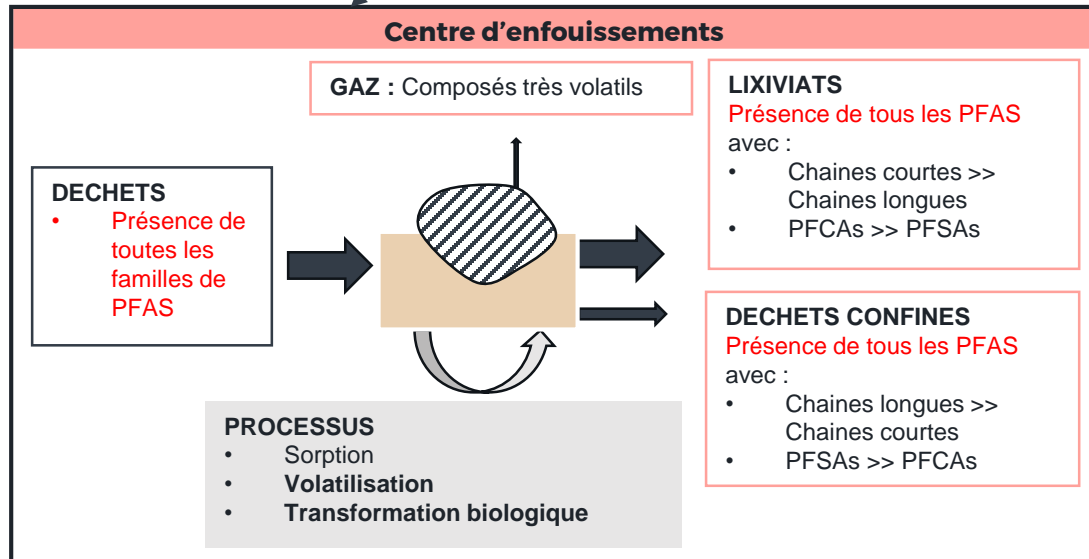 Centre d'enfouissements
GAZ : Composés très volatils
DECHETS
• Présence de
toutes les
familles de
PFAS
LIXIVIATS
Présence de tous les PFAS
avec :
• Chaines courtes >>
Chaines longues
• PFCAs >> PFSAs
DECHETS CONFINES
Présence de tous les PFAS
avec :
• Chaines longues >>
Chaines courtes
• PFSAs >> PFCAs
PROCESSUS
• Sorption
• Volatilisation
• Transformation biologique